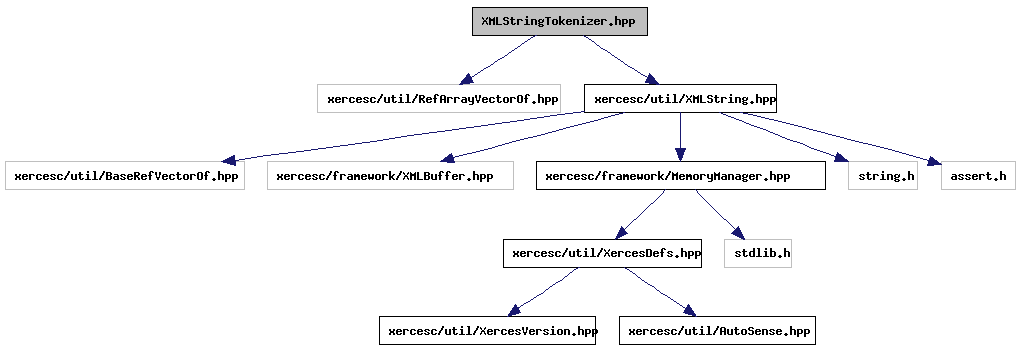 XMLStringTokenizer.hpp
xercesc/util/RefArrayVectorOf.hpp
xercesc/util/XMLString.hpp
xercesc/util/BaseRefVectorOf.hpp
xercesc/framework/XMLBuffer.hpp
xercesc/framework/MemoryManager.hpp
string.h
assert.h
xercesc/util/XercesDefs.hpp
stdlib.h
xercesc/util/XercesVersion.hpp
xercesc/util/AutoSense.hpp